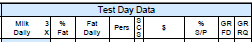 Test Day Data
Milk 3 % Fat Pers S $ % GR GR
Daily X Fat Daily C S/P FD RQ
S